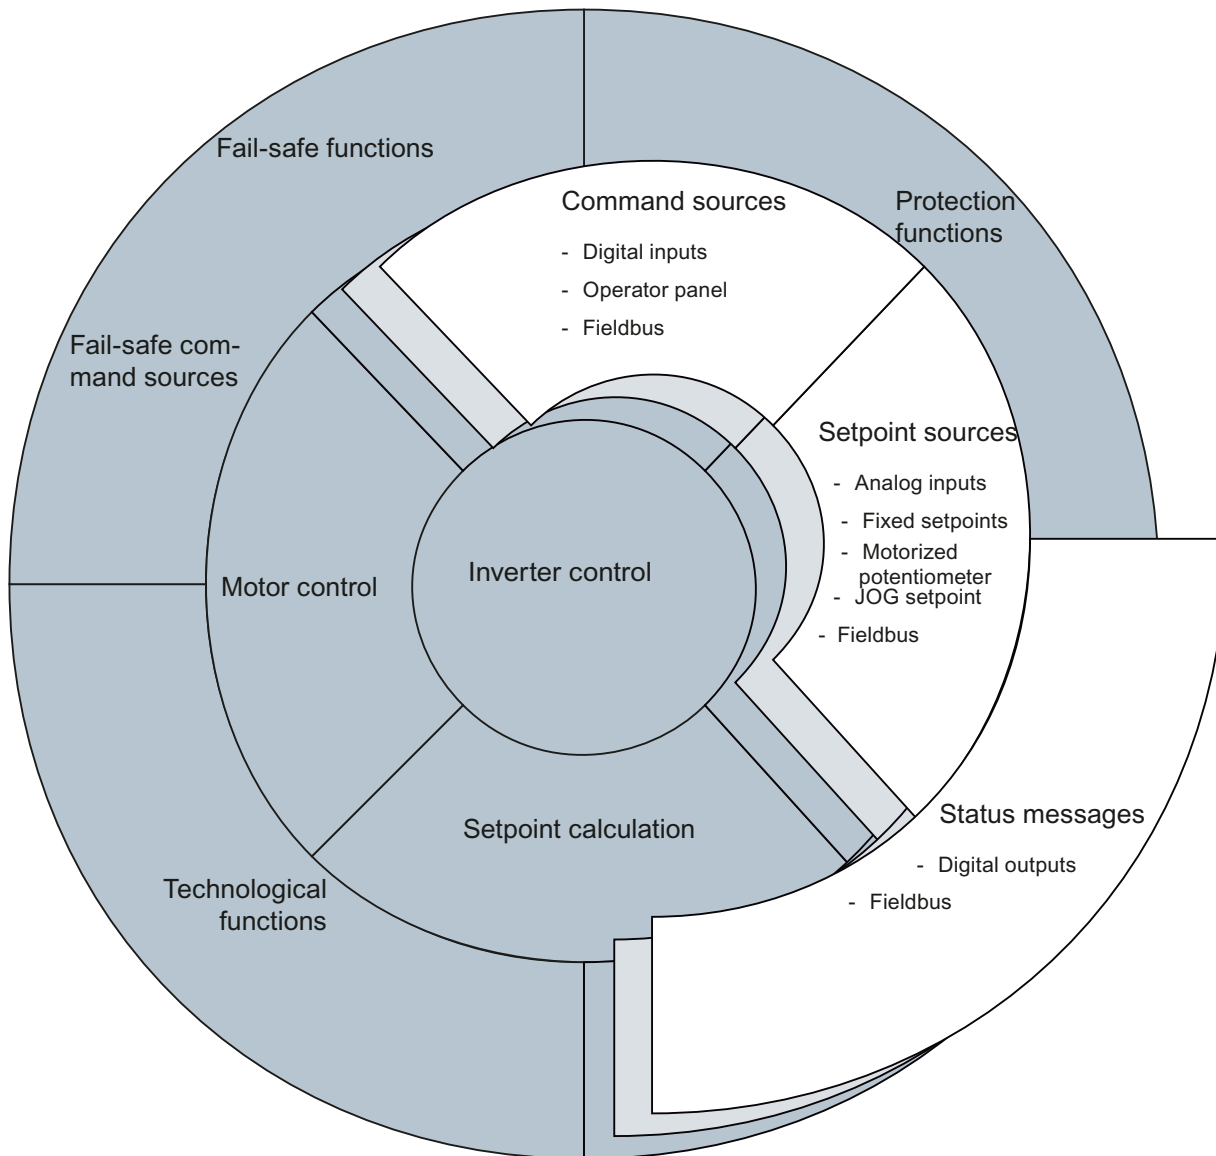 Fail-safe functions
Command sources
- Digital inputs
- Operator panel
- Fieldbus
Protection
functions
Fail-safe com-
mand sources
Setpoint sources
- Analog inputs
- Fixed setpoints
- Motorized
potentiometer
- JOG setpoint
- Fieldbus
Motor control
Inverter control
Setpoint calculation
Status messages
- Digital outputs
- Fieldbus
Technological
functions